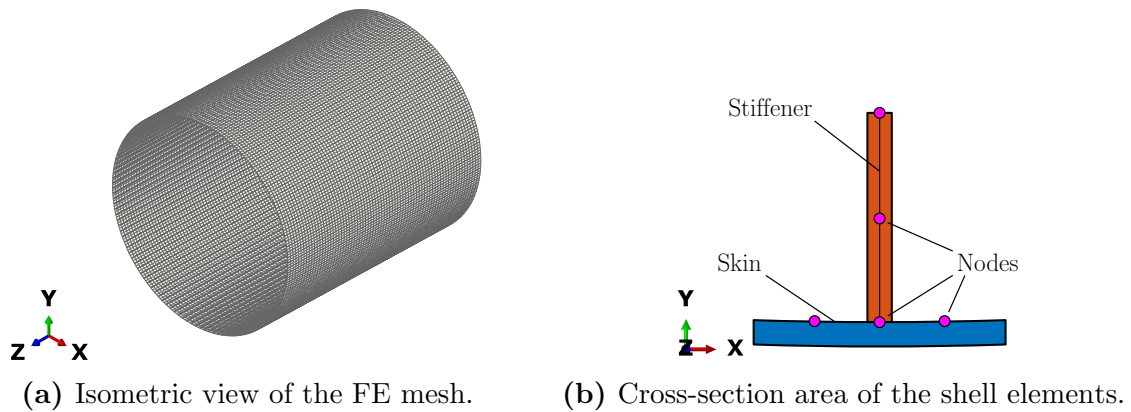 Stiffener
Skin
Nodes
Y
Z
X
Y
Z
X
(a) Isometric view of the FE mesh.
(b) Cross-section area of the shell elements.